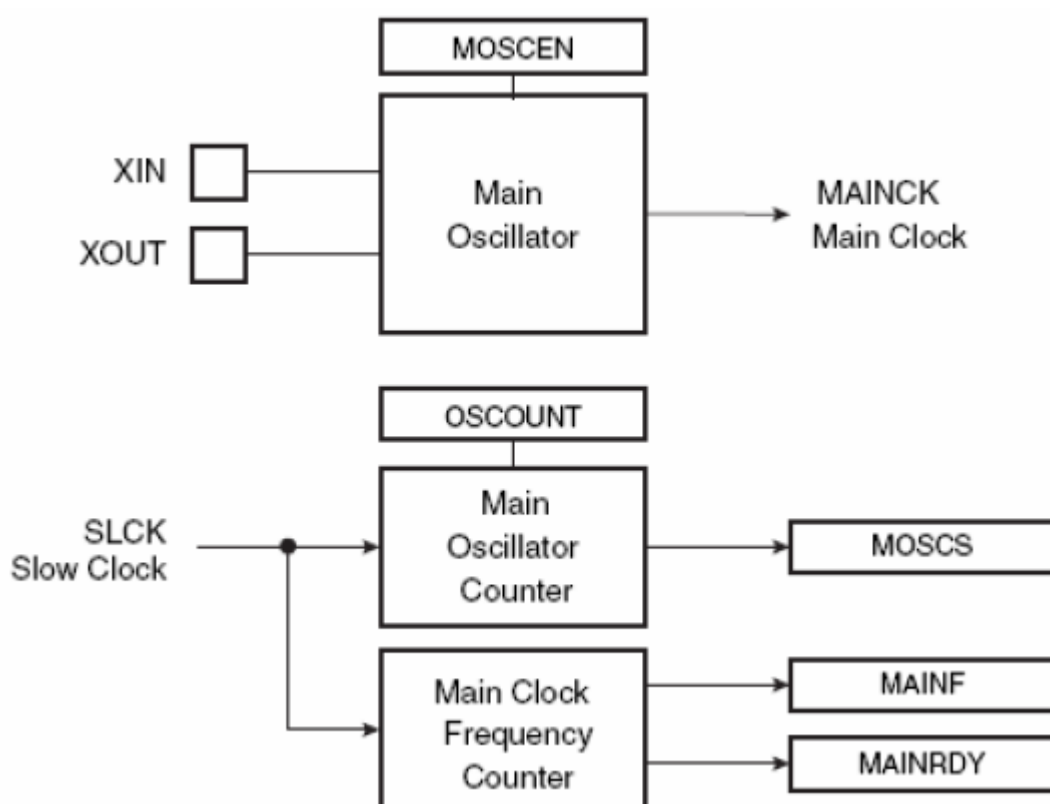 MOSCEN
XIN
XOUT
Main
Oscillator
MAINCK
Main Clock
OSCOUNT
SLCK
Slow Clock
Main
Oscillator
Counter
MOSCS
Main Clock
Frequency
Counter
MAINF
MAINRDY